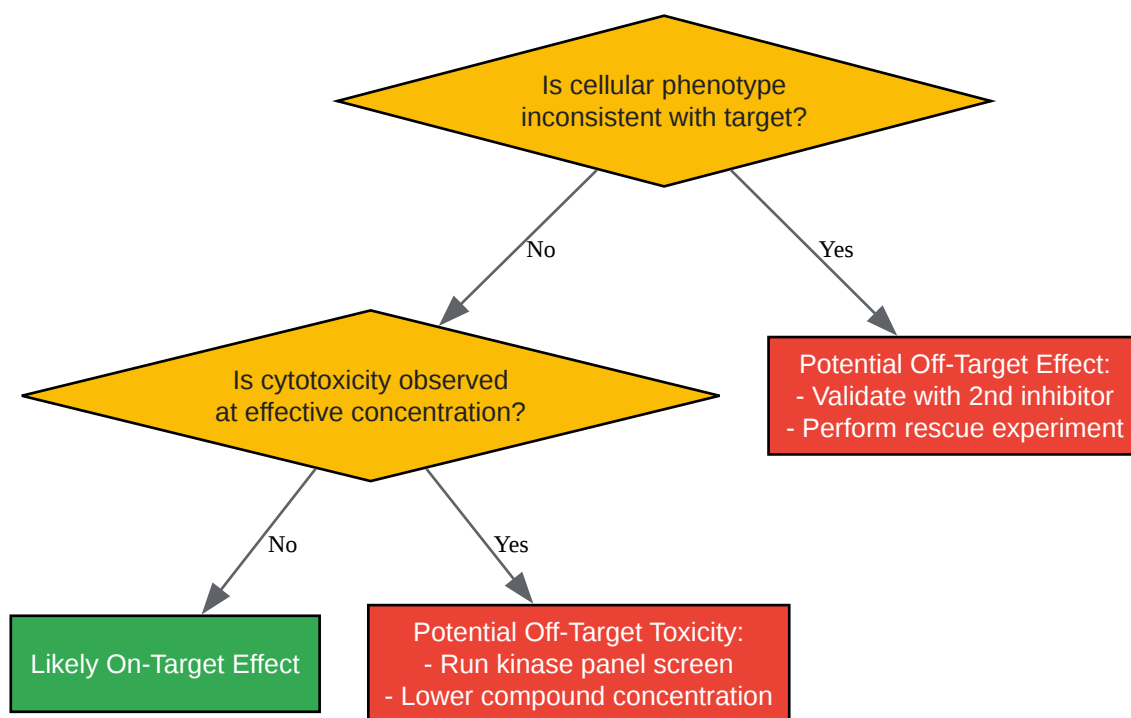 Is cellular phenotype
inconsistent with target?
No
Yes
Is cytotoxicity observed
at effective concentration?
Potential Off-Target Effect:
- Validate with 2nd inhibitor
- Perform rescue experiment
No
Yes
Likely On-Target Effect
Potential Off-Target Toxicity:
- Run kinase panel screen
- Lower compound concentration